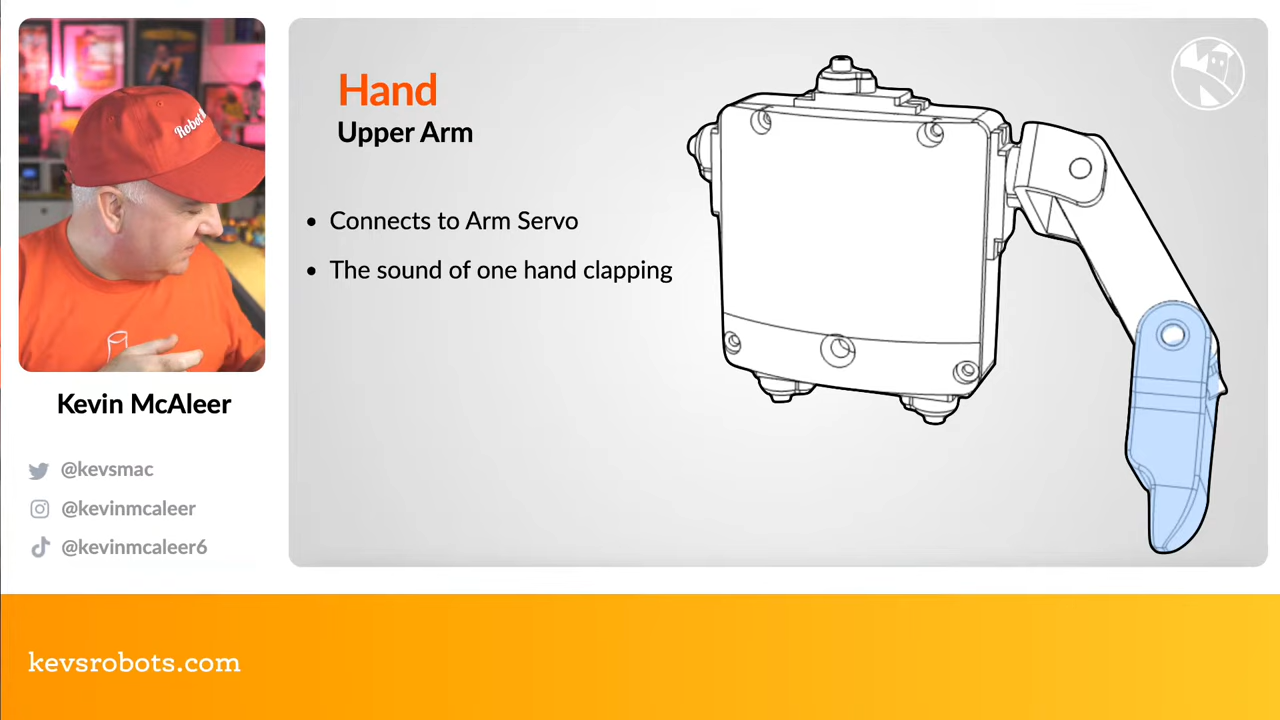 Hand
Upper Arm
Connects to Arm Servo
The sound of one hand clapping
Kevin McAleer
@kevsmac
@kevinmcaleer
@kevinmcaleer6
kevsrobots.com